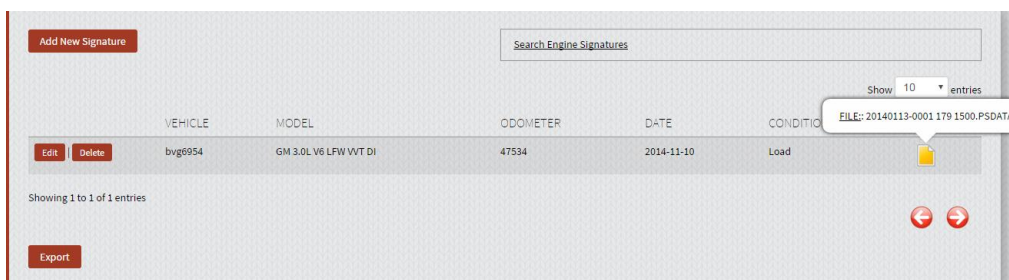 Add New Signature
Search Engine Signatures
Show 10 entries
FILE:: 20140113-0001 179 1500.PSDATA
VEHICLE MODEL ODOMETER DATE CONDITIO
Edit | Delete bvg6954 GM 3.0L V6 LFW VVT DI 47534 2014-11-10 Load
Showing 1 to 1 of 1 entries
Export